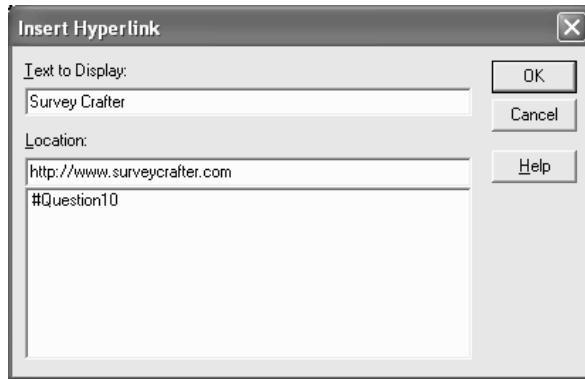 Insert Hyperlink
Text to Display:
Survey Crafter
Location:
http://www.surveycrafter.com
#Question10
OK
Cancel
Help